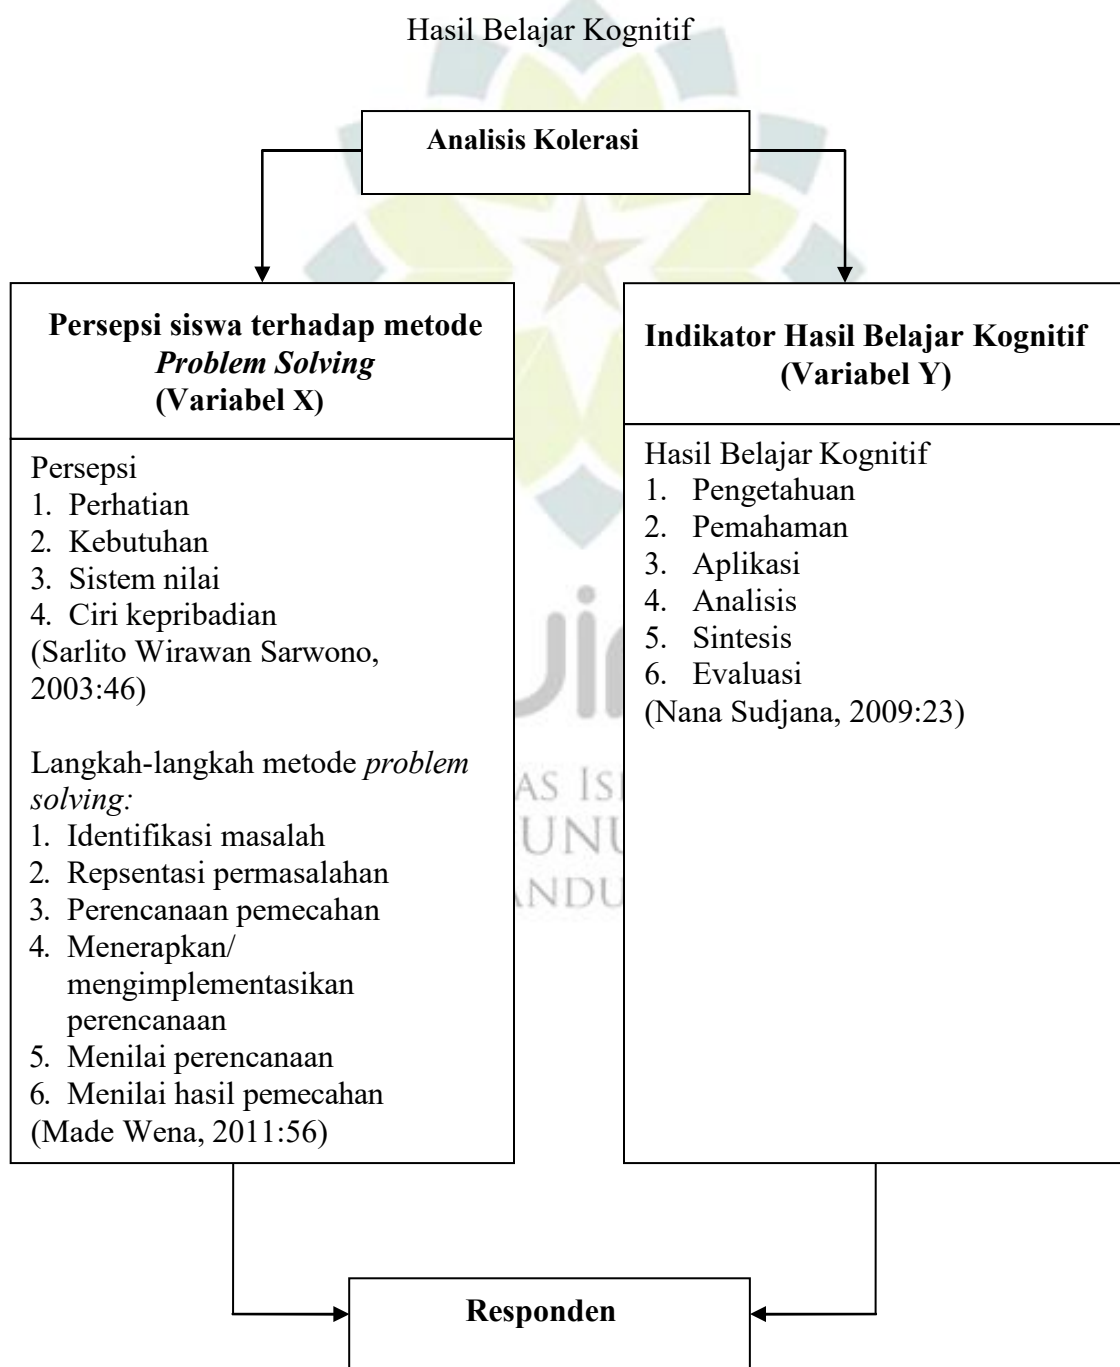 Hasil Belajar Kognitif
Analisis Kolerasi
Persepsi siswa terhadap metode
Problem Solving
(Variabel X)
Persepsi
1. Perhatian
2. Kebutuhan
3. Sistem nilai
4. Ciri kepribadian
(Sarlito Wirawan Sarwono,
2003:46)
Langkah-langkah metode problem
solving:
1. Identifikasi masalah
2. Repsentasi permasalahan
3. Perencanaan pemecahan
4. Menerapkan/
mengimplementasikan
perencanaan
5. Menilai perencanaan
6. Menilai hasil pemecahan
(Made Wena, 2011:56)
Indikator Hasil Belajar Kognitif
(Variabel Y)
Hasil Belajar Kognitif
1. Pengetahuan
2. Pemahaman
3. Aplikasi
4. Analisis
5. Sintesis
6. Evaluasi
(Nana Sudjana, 2009:23)
Responden